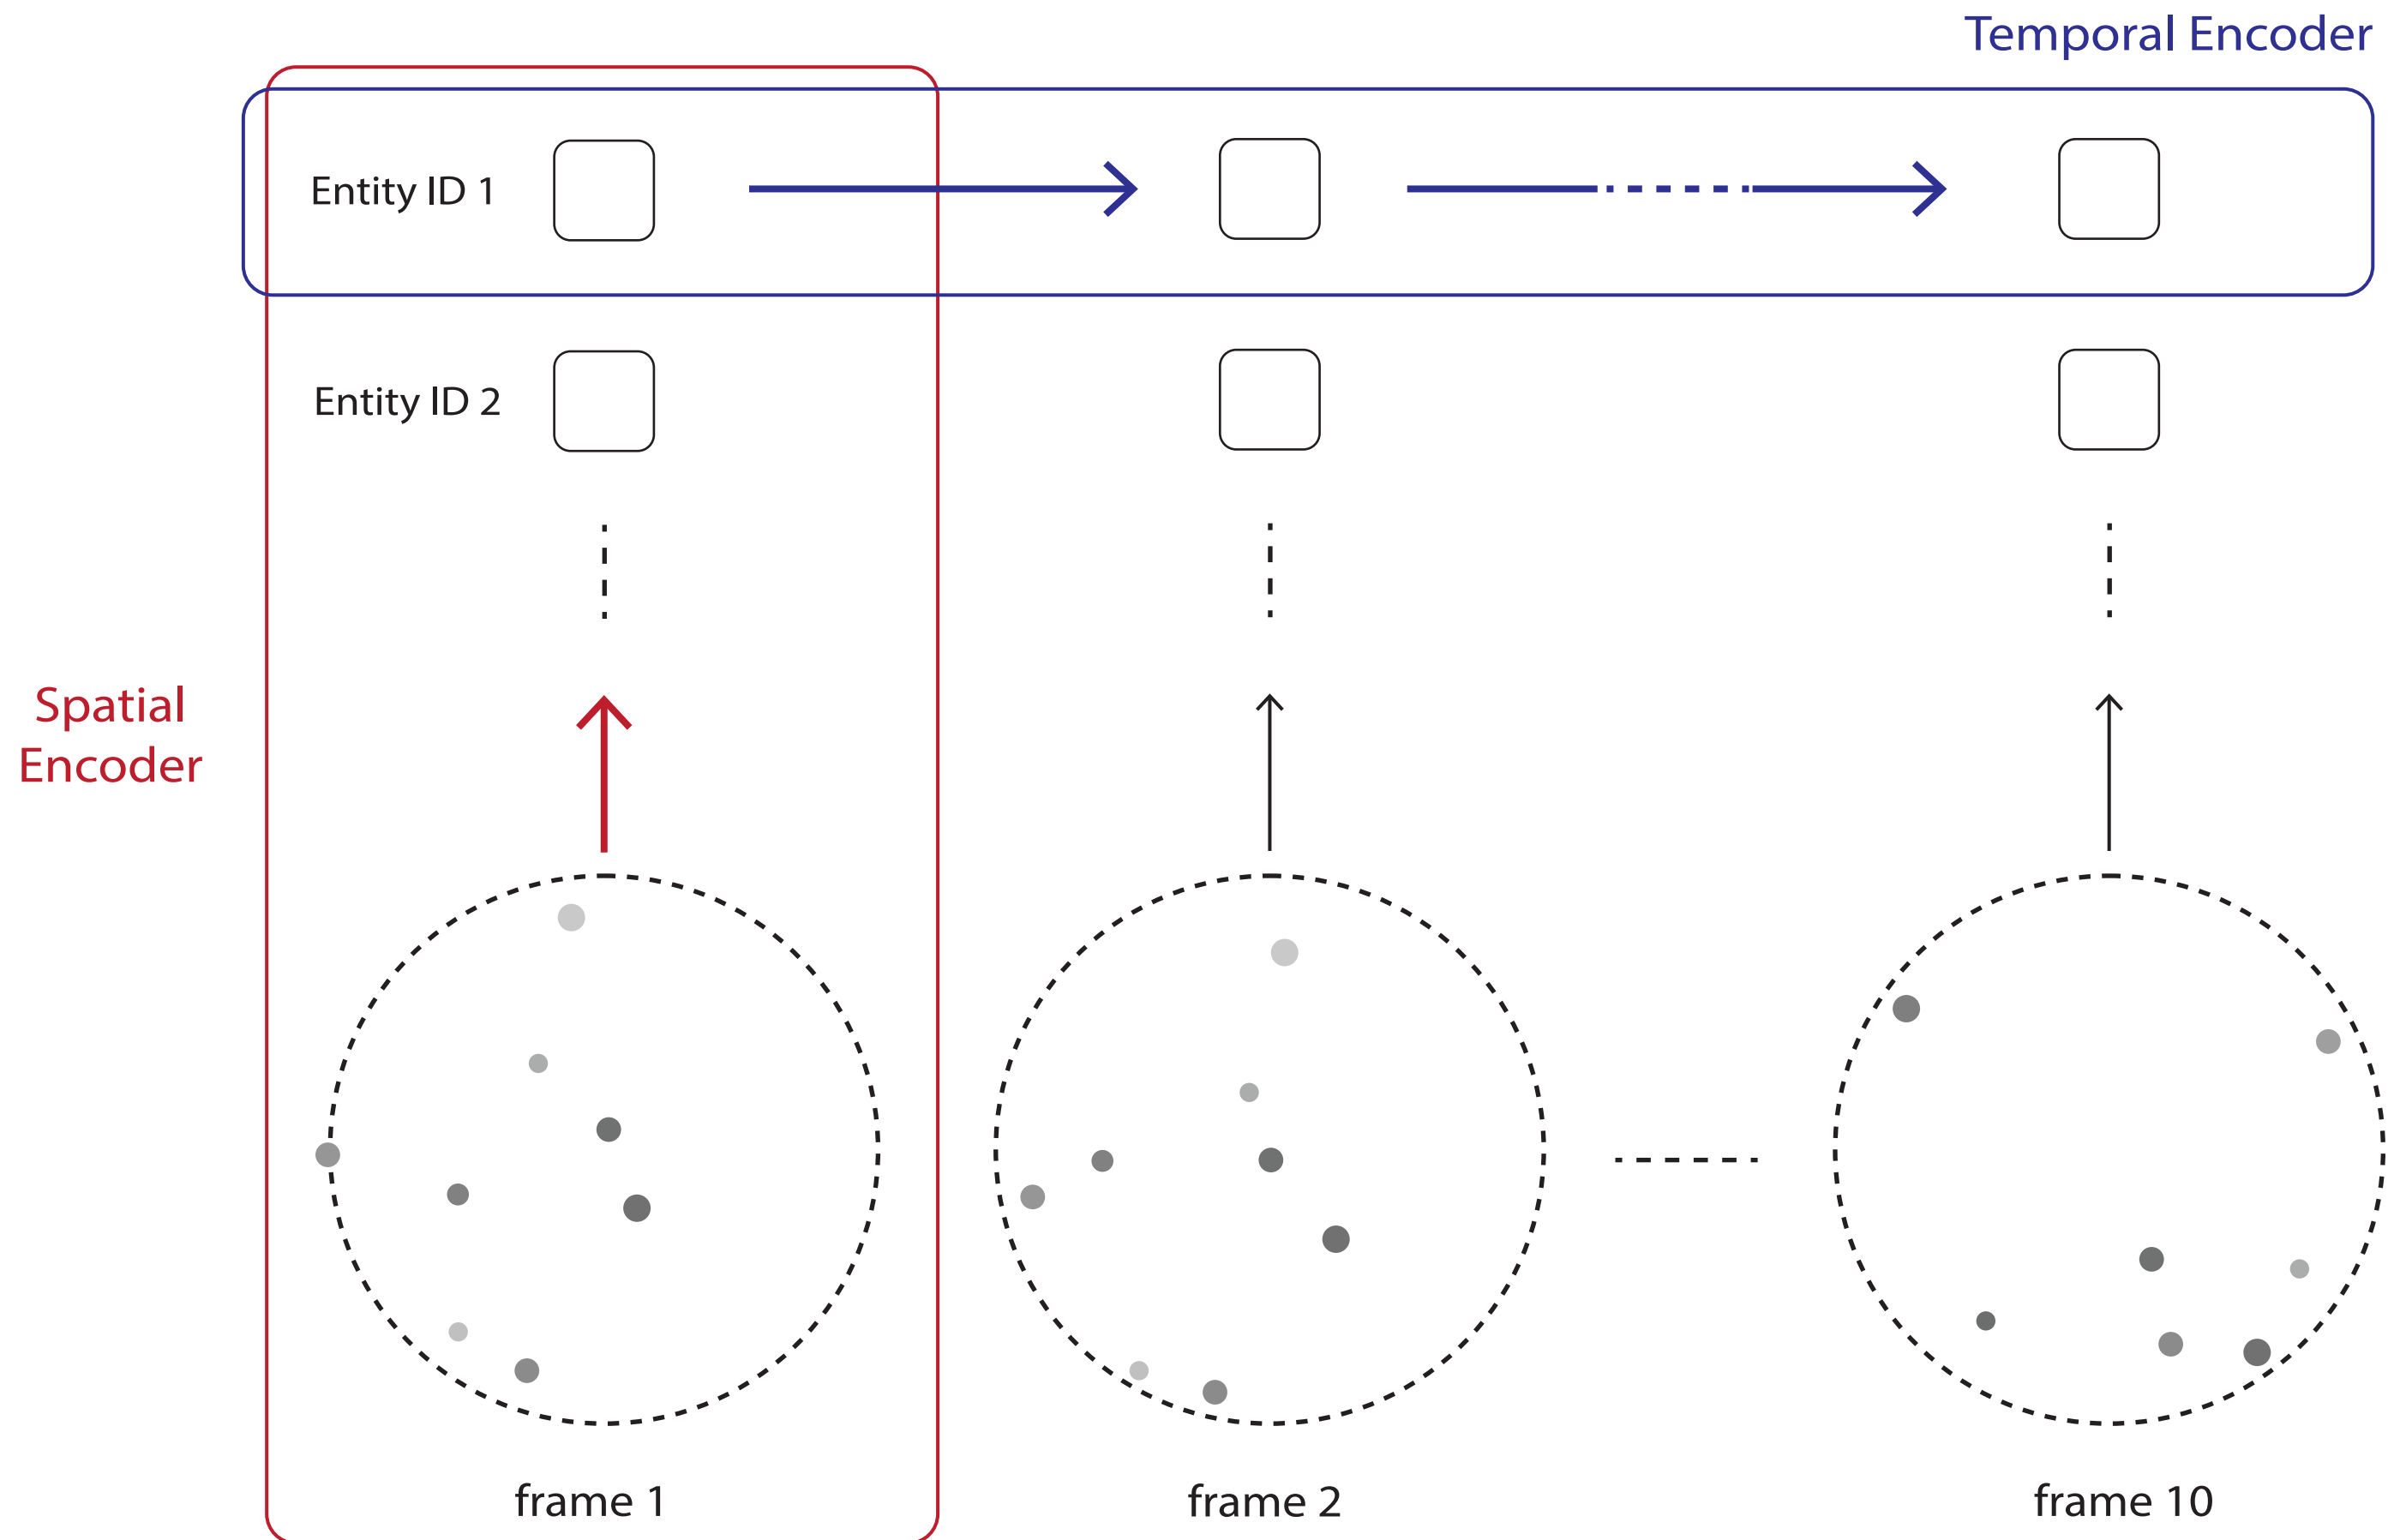 Temporal Encoder
Entity ID 1
Entity ID 2
Spatial
Encoder
frame 1
frame 2
frame 10